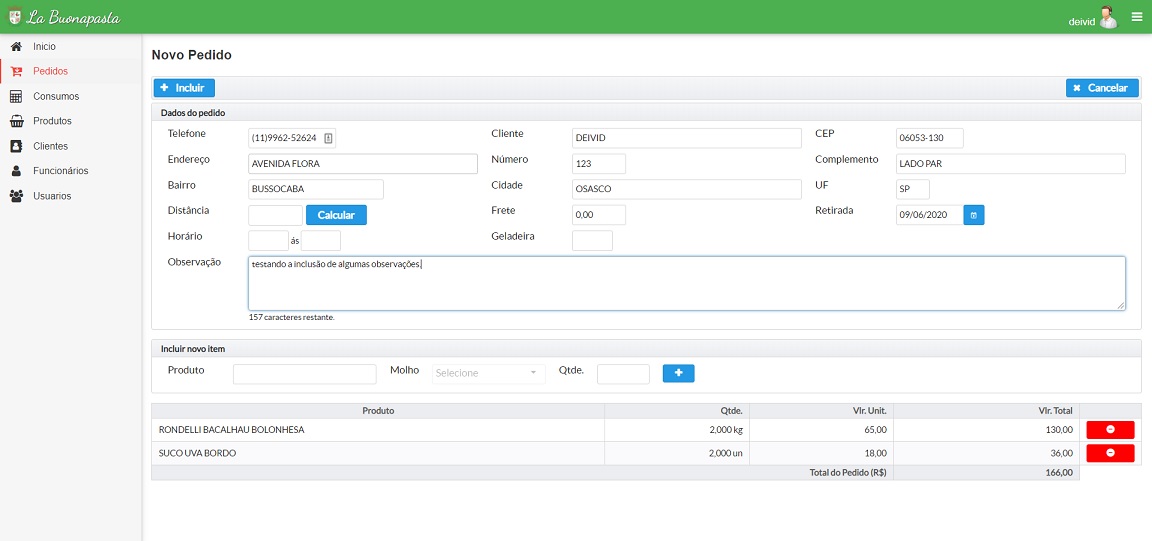 La Buonapasta
deivid
Inicio
Pedidos
Consumos
Produtos
Clientes
Funcionários
Usuarios
Novo Pedido
Incluir
Cancelar
Dados do pedido
Telefone (11)9962-52624 Cliente DEIVID CEP 06053-130
Endereço AVENIDA FLORA Número 123 Complemento LADO PAR
Bairro BUSSOCABA Cidade OSASCO UF SP
Distância Calcular Frete 0,00 Retirada 09/06/2020
Horário ás Geladeira
Observação testando a inclusão de algumas observações.
157 caracteres restante.
Incluir novo item
Produto Molho Selecione Qtde.
Produto Qtde. Vlr. Unit. Vlr. Total
RONDELLI BACALHAU BOLONHESA 2,000 kg 65,00 130,00
SUCO UVA BORDO 2,000 un 18,00 36,00
Total do Pedido (R$) 166,00